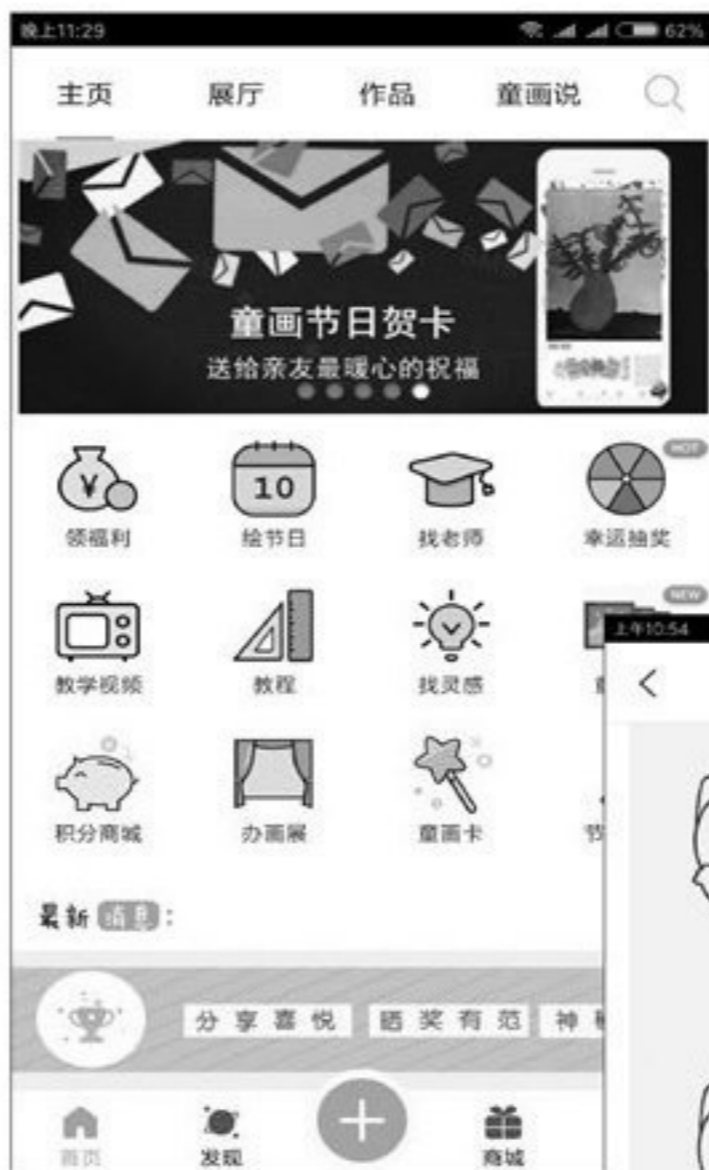 晚上11:29 62%
主页 展厅 作品 童画说
童画节日贺卡
送给亲友最暖心的祝福
HOT
¥ 10
领福利 绘节日 找老师 幸运抽奖
NEW
上午10:54
教学视频 教程 找灵感
积分商城 办画展 童画卡 节
最新消息：
分享喜悦 晒奖有范 神
首页 发现 商城